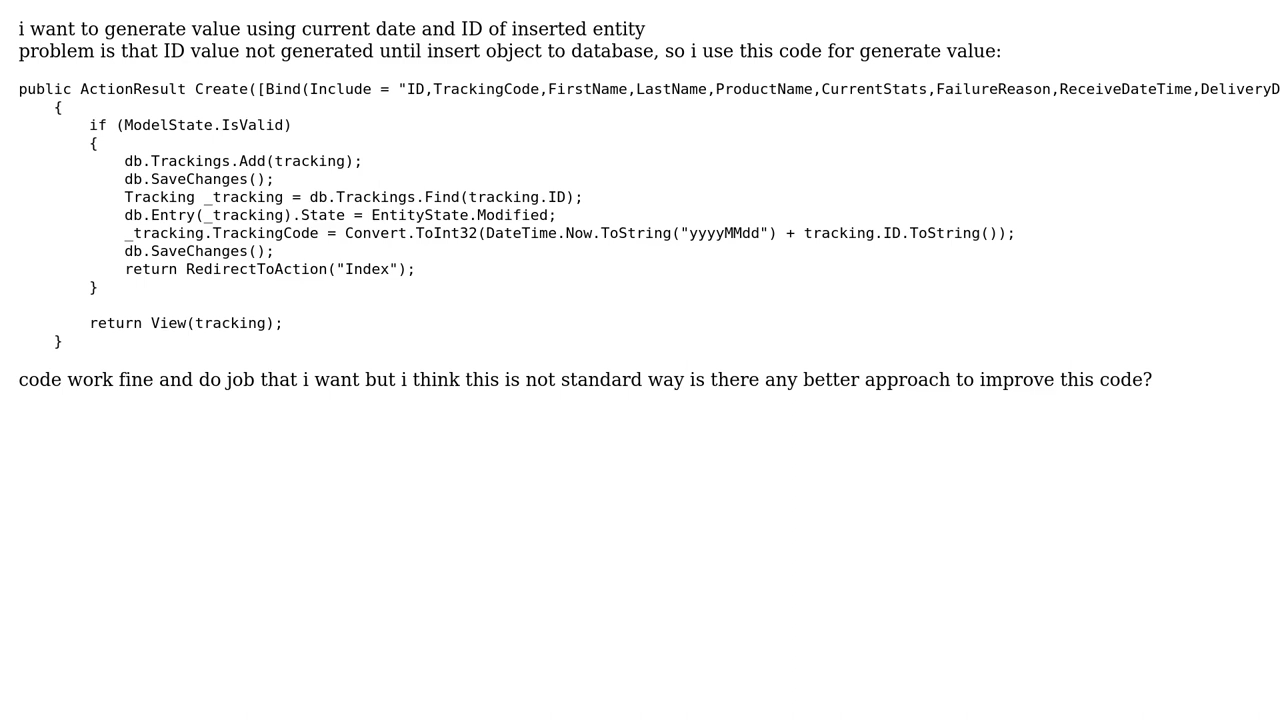 i want to generate value using current date and ID of inserted entity
problem is that ID value not generated until insert object to database, so i use this code for generate value:
public ActionResult Create([Bind(Include = "ID,TrackingCode,FirstName,LastName,ProductName,CurrentStats,FailureReason,ReceiveDateTime,DeliveryD
{
if (ModelState.IsValid)
{
db.Trackings.Add(tracking);
db.SaveChanges();
Tracking _tracking = db.Trackings.Find(tracking.ID);
db.Entry(_tracking).State = EntityState.Modified;
_tracking.TrackingCode = Convert.ToInt32(DateTime.Now.ToString("yyyyMMdd") + tracking.ID.ToString());
db.SaveChanges();
return RedirectToAction("Index");
}
return View(tracking);
}
code work fine and do job that i want but i think this is not standard way is there any better approach to improve this code?